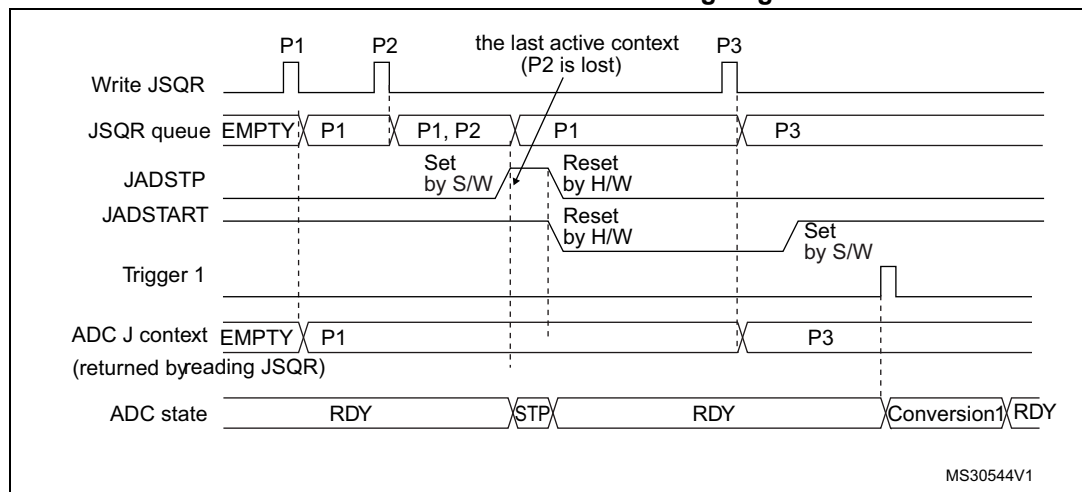 P1 P2 the last active context P3
(P2 is lost)
Write JSQR
JSQR queue EMPTY P1 P1, P2 P1 P3
Set Reset
JADSTP by S/W by H/W
JADSTART Reset
by H/W Set
by S/W
Trigger 1
ADC J context EMPTY P1 P3
(returned by reading JSQR)
ADC state RDY STP RDY Conversion1 RDY
MS30544V1